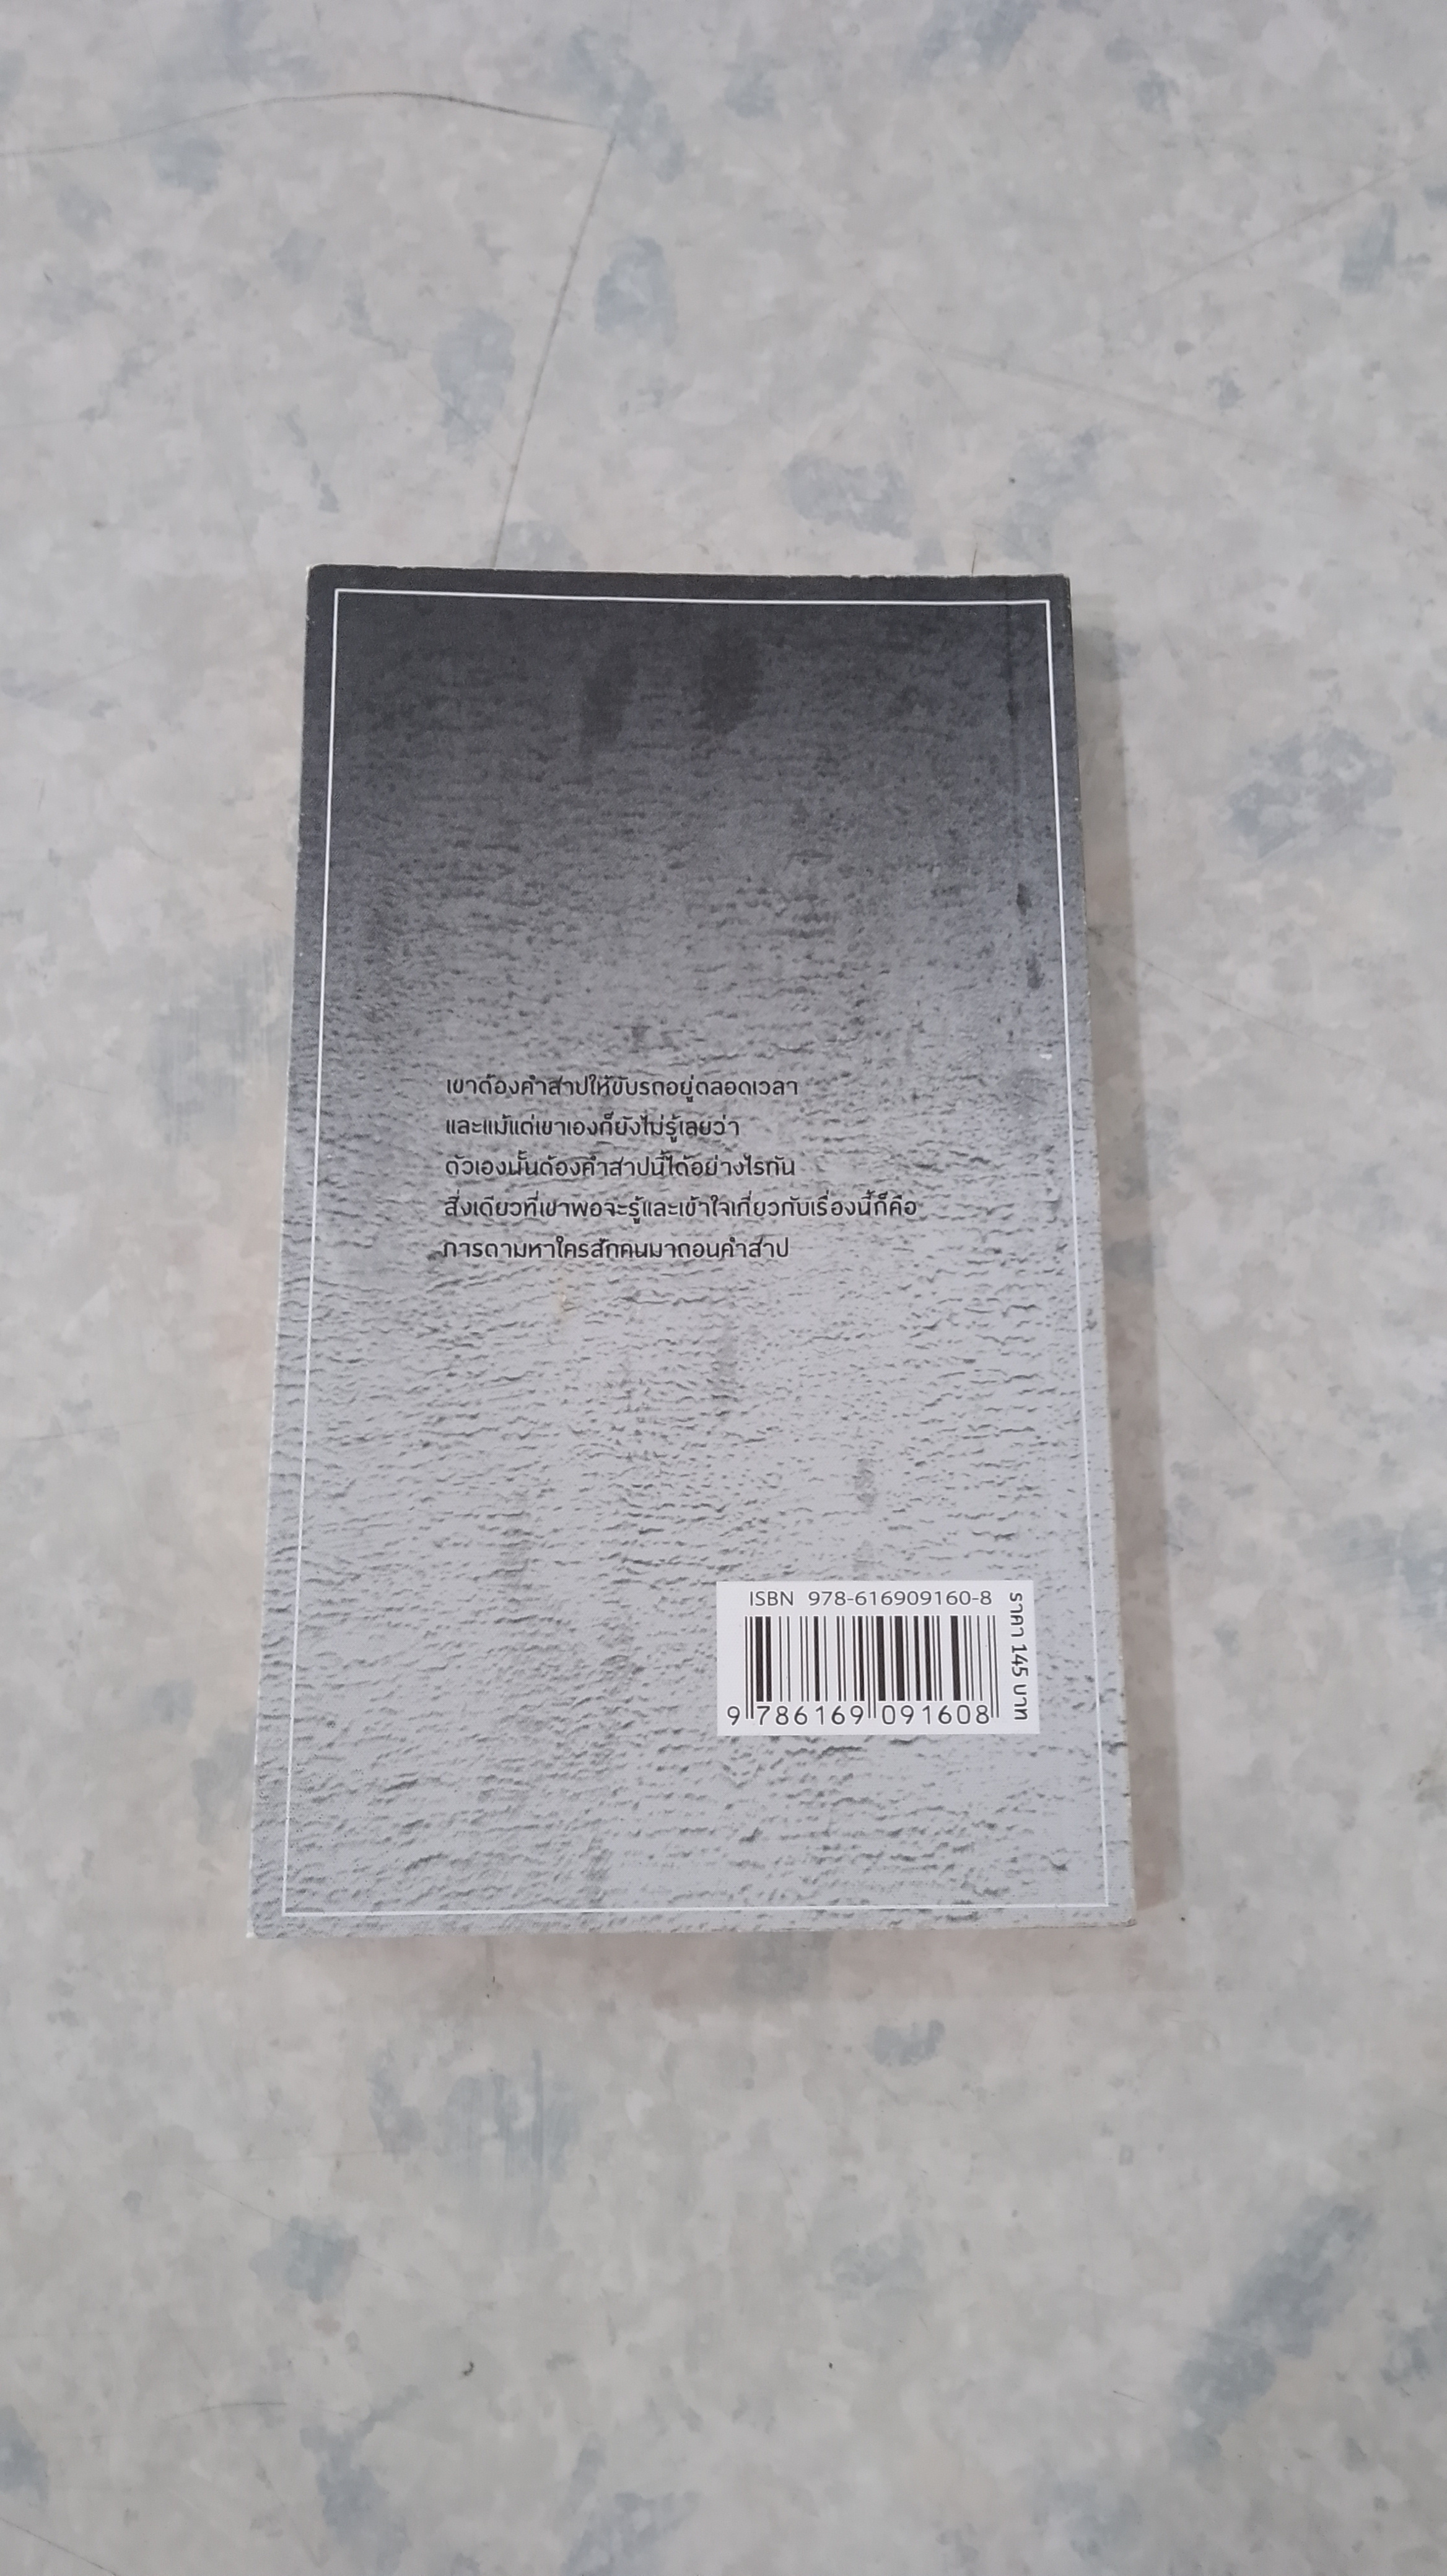 เขาต้องคำสาปให้ขับรถอยู่ตลอดเวลา
และแม้แต่เขาเองก็ยังไม่รู้เลยว่า
ตัวเองนั้นต้องคำสาปนี้ได้อย่างไรกัน
สิ่งเดียวที่เขาพอจะรู้และเข้าใจเกี่ยวกับเรื่องนี้ก็คือ
การตามหาใครสักคนมาถอนคำสาป
ISBN 978-616909160-8
9 786169 091608
ราคา 145 บาท